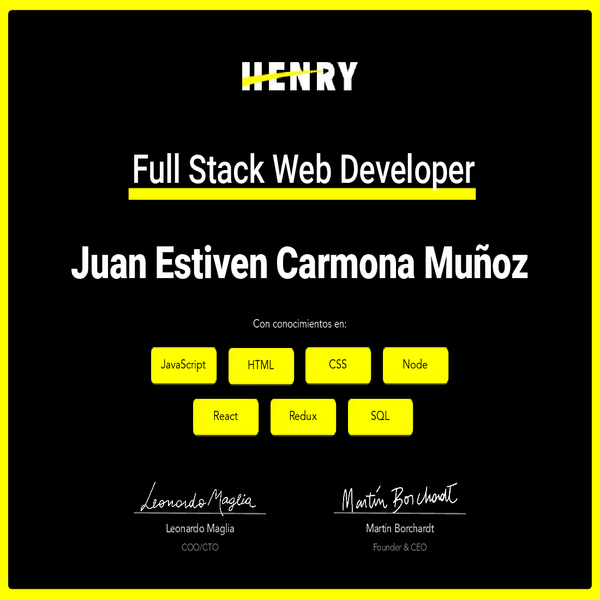 HENRY
Full Stack Web Developer
Juan Estiven Carmona Muñoz
Con conocimientos en:
JavaScript HTML CSS Node
React Redux SQL
Leonardo Maglia Martín Borchardt
Leonardo Maglia Martín Borchardt
COO/CTO Founder & CEO